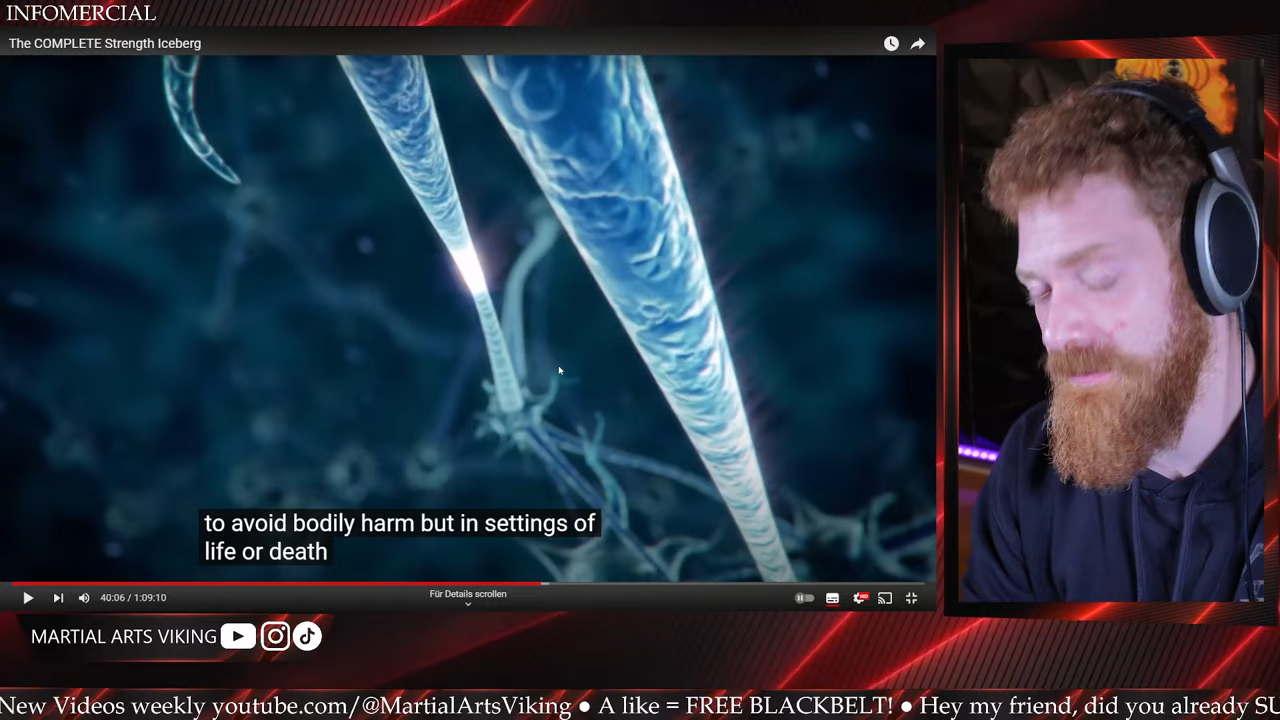 INFOMERCIAL
The COMPLETE Strength Iceberg
to avoid bodily harm but in settings of
life or death
40:06 / 1:09:10
Für Details scrollen
HD
MARTIAL ARTS VIKING
New Videos weekly youtube.com/@MartialArtsViking ● A like = FREE BLACKBELT! ● Hey my friend, did you already SU